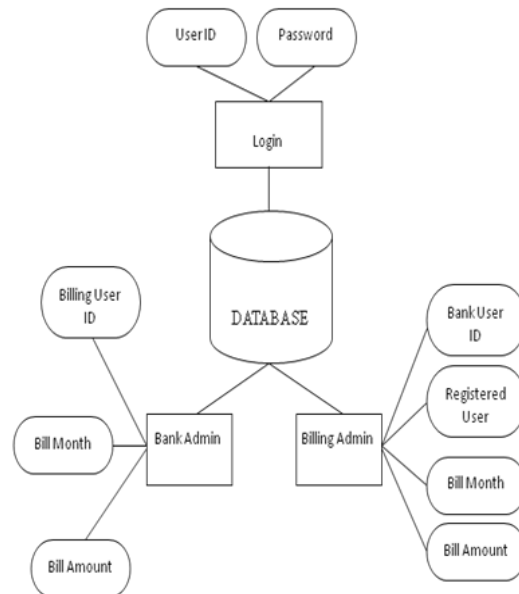 User ID
Password
Login
DATABASE
Billing User
ID
Bill Month
Bill Amount
Bank Admin
Billing Admin
Bank User
ID
Registered
User
Bill Month
Bill Amount